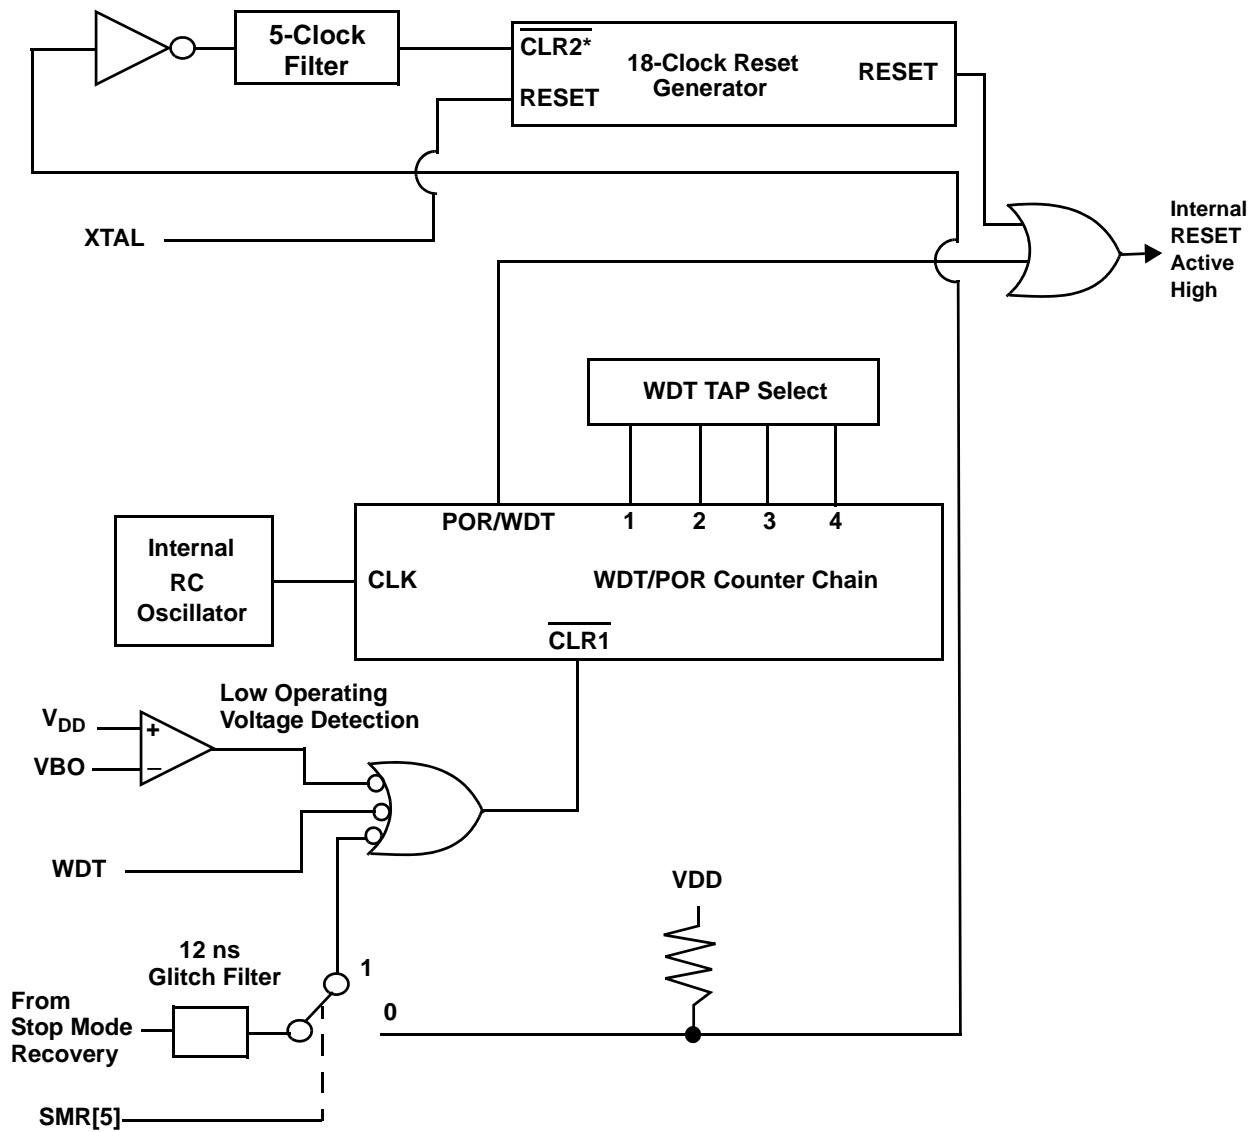 5-Clock
Filter
CLR2*
RESET
18-Clock Reset
Generator
RESET
XTAL
Internal
RESET
Active
High
WDT TAP Select
POR/WDT
1
2
3
4
Internal
RC
Oscillator
CLK
WDT/POR Counter Chain
CLR1
Low Operating
Voltage Detection
VDD
VBO
+
–
WDT
VDD
12 ns
Glitch Filter
1
0
From
Stop Mode
Recovery
SMR[5]